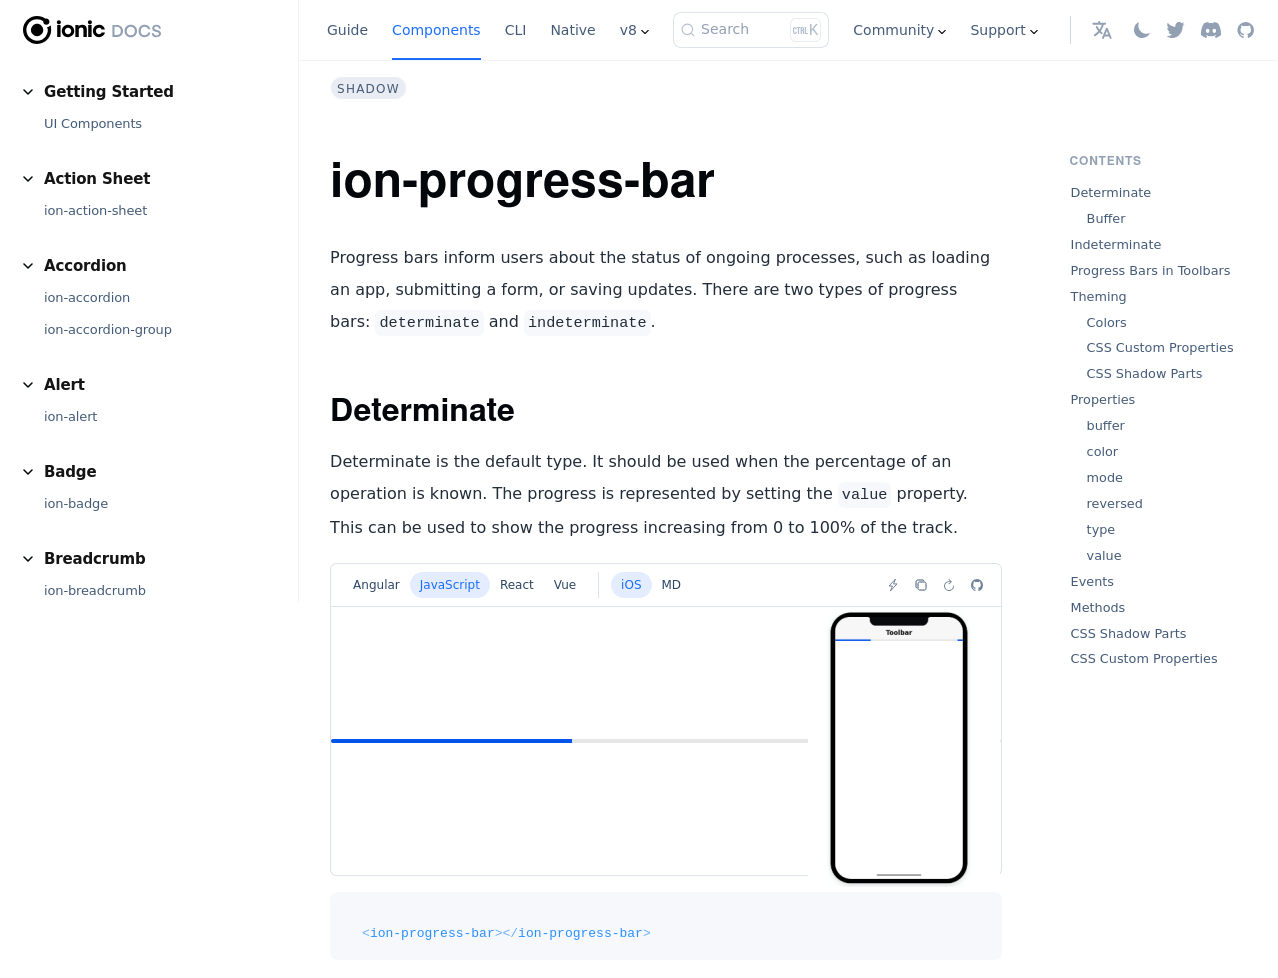 ionic DOCS
Guide
Components
CLI
Native
v8
Search
CTRL K
Community
Support
Getting Started
UI Components
Action Sheet
ion-action-sheet
Accordion
ion-accordion
ion-accordion-group
Alert
ion-alert
Badge
ion-badge
Breadcrumb
ion-breadcrumb
SHADOW
ion-progress-bar
Progress bars inform users about the status of ongoing processes, such as loading
an app, submitting a form, or saving updates. There are two types of progress
bars: determinate and indeterminate.
Determinate
Determinate is the default type. It should be used when the percentage of an
operation is known. The progress is represented by setting the value property.
This can be used to show the progress increasing from 0 to 100% of the track.
Angular
JavaScript
React
Vue
iOS
MD
Toolbar
<ion-progress-bar></ion-progress-bar>
CONTENTS
Determinate
Buffer
Indeterminate
Progress Bars in Toolbars
Theming
Colors
CSS Custom Properties
CSS Shadow Parts
Properties
buffer
color
mode
reversed
type
value
Events
Methods
CSS Shadow Parts
CSS Custom Properties